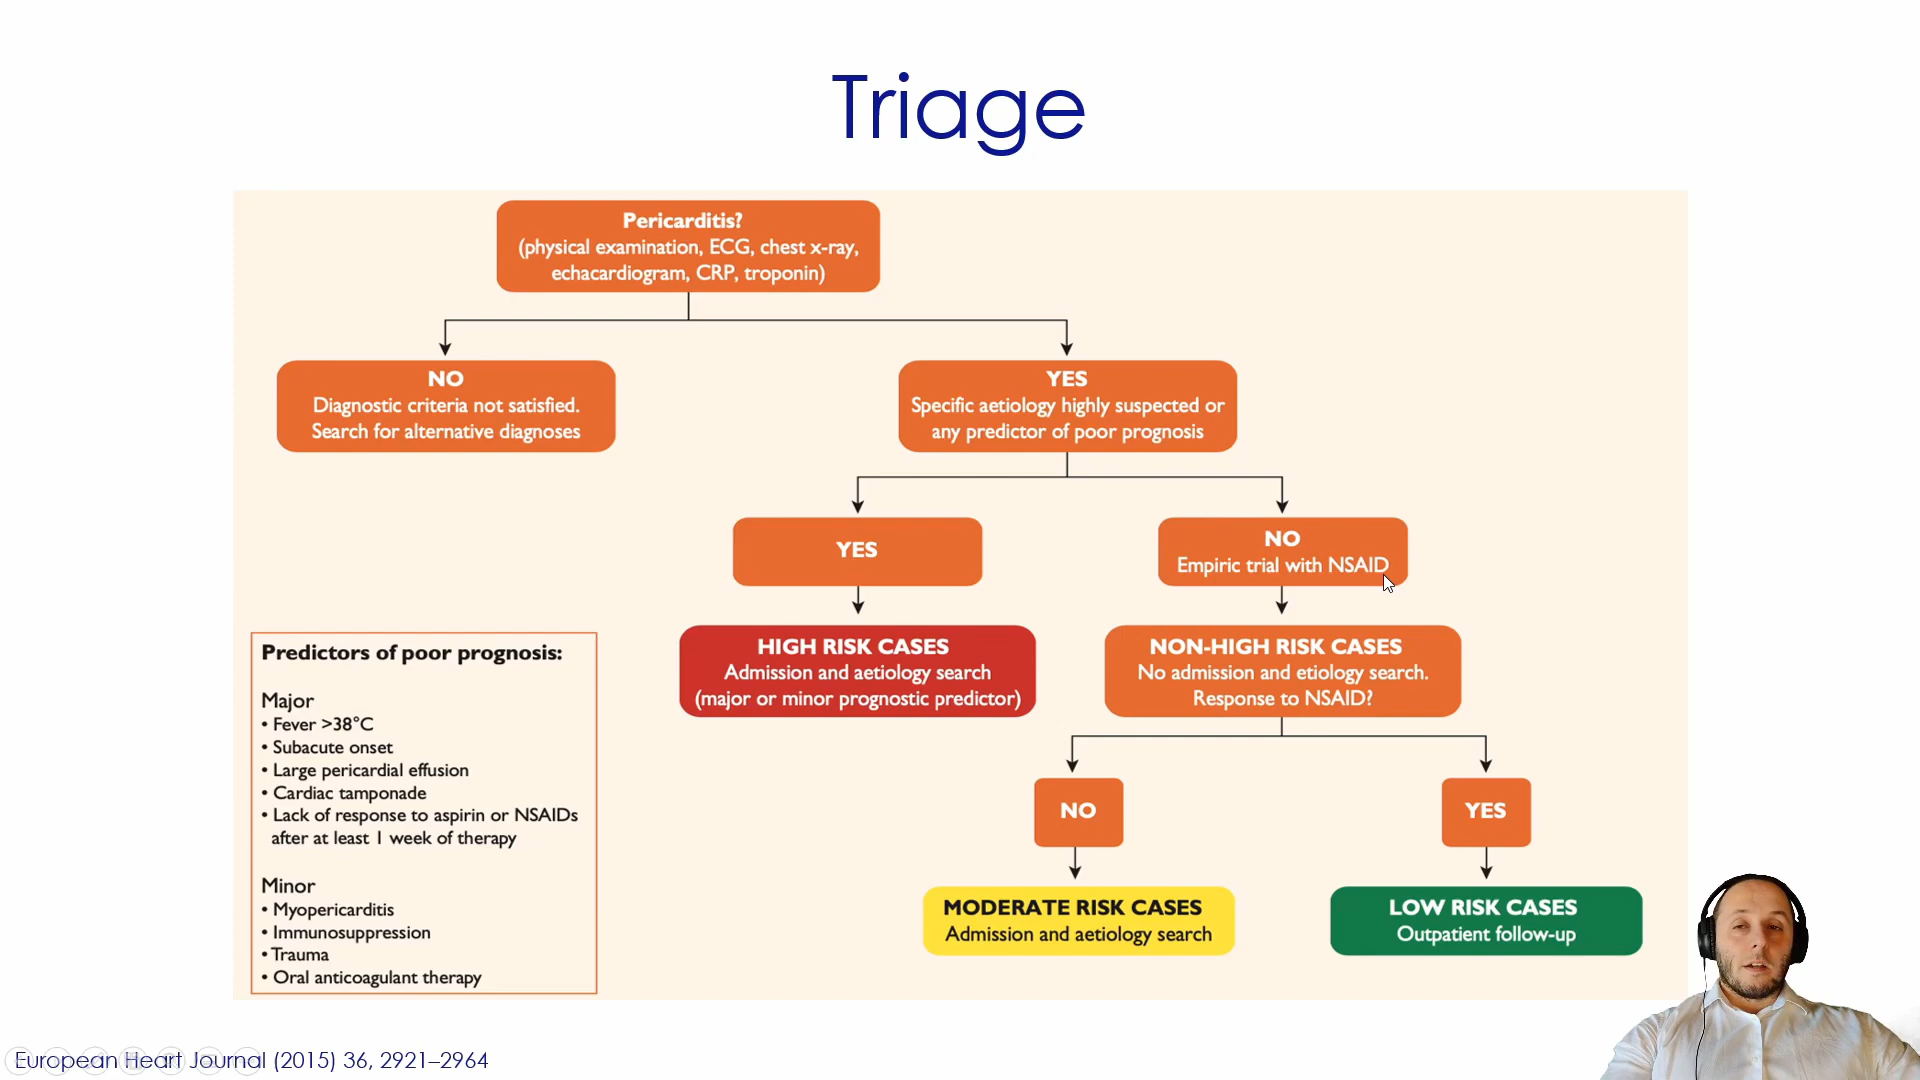 Triage
Pericarditis?
(physical examination, ECG, chest x-ray,
echacardiogram, CRP, troponin)
NO
Diagnostic criteria not satisfied.
Search for alternative diagnoses
YES
Specific aetiology highly suspected or
any predictor of poor prognosis
YES
NO
Empiric trial with NSAID
HIGH RISK CASES
Admission and aetiology search
(major or minor prognostic predictor)
NON-HIGH RISK CASES
No admission and etiology search.
Response to NSAID?
NO
YES
MODERATE RISK CASES
Admission and aetiology search
LOW RISK CASES
Outpatient follow-up
Predictors of poor prognosis:
Major
• Fever >38°C
• Subacute onset
• Large pericardial effusion
• Cardiac tamponade
• Lack of response to aspirin or NSAIDs
after at least 1 week of therapy
Minor
• Myopericarditis
• Immunosuppression
• Trauma
• Oral anticoagulant therapy
European Heart Journal (2015) 36, 2921–2964